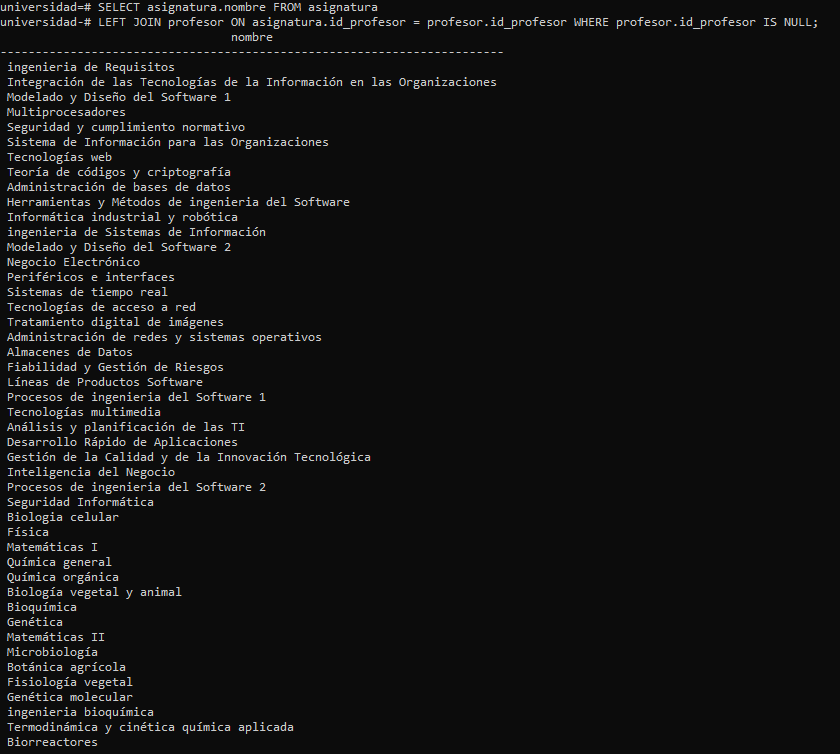 universidad=# SELECT asignatura.nombre FROM asignatura
universidad-# LEFT JOIN profesor ON asignatura.id_profesor = profesor.id_profesor WHERE profesor.id_profesor IS NULL;
nombre
------------------------------------------------------------------------
ingenieria de Requisitos
Integración de las Tecnologías de la Información en las Organizaciones
Modelado y Diseño del Software 1
Multiprocesadores
Seguridad y cumplimiento normativo
Sistema de Información para las Organizaciones
Tecnologías web
Teoría de códigos y criptografía
Administración de bases de datos
Herramientas y Métodos de ingenieria del Software
Informática industrial y robótica
ingenieria de Sistemas de Información
Modelado y Diseño del Software 2
Negocio Electrónico
Periféricos e interfaces
Sistemas de tiempo real
Tecnologías de acceso a red
Tratamiento digital de imágenes
Administración de redes y sistemas operativos
Almacenes de Datos
Fiabilidad y Gestión de Riesgos
Líneas de Productos Software
Procesos de ingenieria del Software 1
Tecnologías multimedia
Análisis y planificación de las TI
Desarrollo Rápido de Aplicaciones
Gestión de la Calidad y de la Innovación Tecnológica
Inteligencia del Negocio
Procesos de ingenieria del Software 2
Seguridad Informática
Biologia celular
Física
Matemáticas I
Química general
Química orgánica
Biología vegetal y animal
Bioquímica
Genética
Matemáticas II
Microbiología
Botánica agrícola
Fisiología vegetal
Genética molecular
ingenieria bioquímica
Termodinámica y cinética química aplicada
Biorreactores